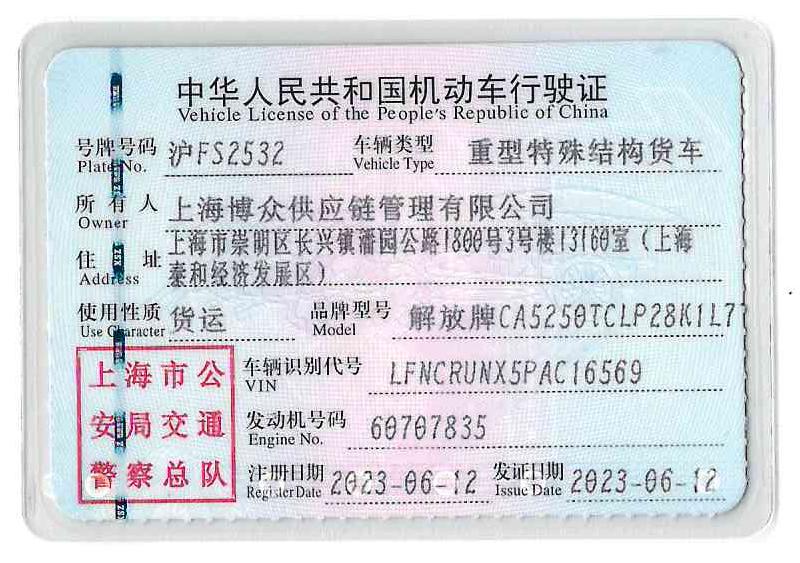 中华人民共和国机动车行驶证
Vehicle License of the People's Republic of China
号牌号码 沪FS2532 车辆类型 重型特殊结构货车
Plate No. Vehicle Type
所有人 上海博众供应链管理有限公司
Owner
住址 上海市崇明区长兴镇潘园公路1800号3号楼13160室（上海
Address 泰和经济发展区）
使用性质 货运 品牌型号 解放牌CA5250TCLP28K1L7
Use Character Model
上海市公 车辆识别代号 LFNCRUNX5PAC16569
VIN
安局交通 发动机号码 60707835
Engine No.
警察总队 注册日期 2023-06-12 发证日期 2023-06-12
Register Date Issue Date